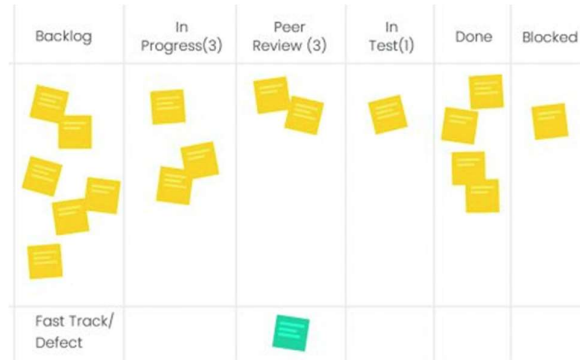 Backlog
In
Progress(3)
Peer
Review (3)
In
Test(1)
Done
Blocked
Fast Track/
Defect